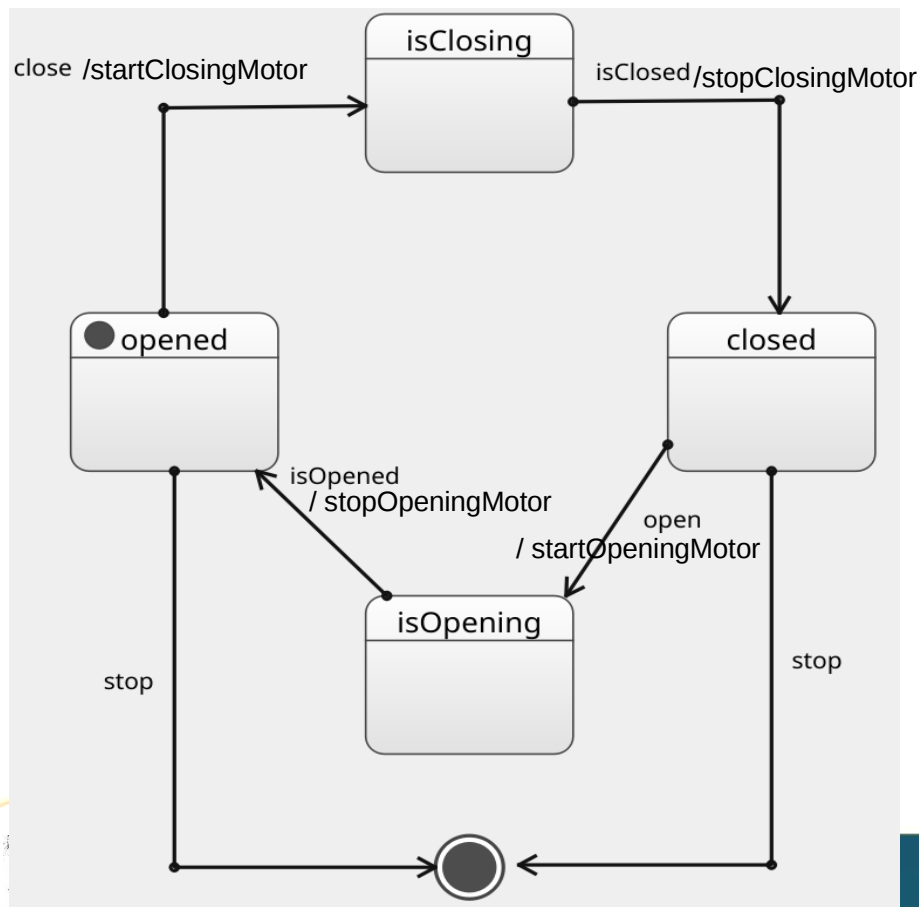 isClosing
close /startClosingMotor
isClosed/stopClosingMotor
opened
closed
isOpened
/ stopOpeningMotor
open
/ startOpeningMotor
isOpening
stop
stop